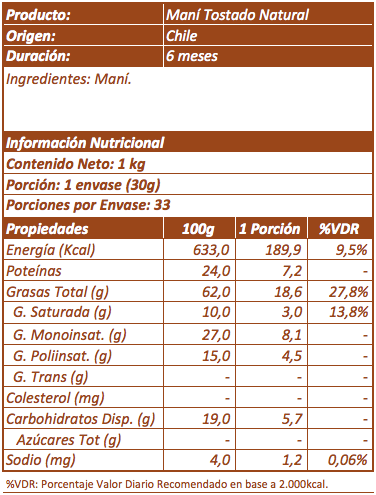 Producto: Maní Tostado Natural
Origen: Chile
Duración: 6 meses
Ingredientes: Maní.
Información Nutricional
Contenido Neto: 1 kg
Porción: 1 envase (30g)
Porciones por Envase: 33
Propiedades 100g 1 Porción %VDR
Energía (Kcal) 633,0 189,9 9,5%
Poteínas 24,0 7,2 -
Grasas Total (g) 62,0 18,6 27,8%
G. Saturada (g) 10,0 3,0 13,8%
G. Monoinsat. (g) 27,0 8,1 -
G. Poliinsat. (g) 15,0 4,5 -
G. Trans (g) - - -
Colesterol (mg) - - -
Carbohidratos Disp. (g) 19,0 5,7 -
Azúcares Tot (g) - - -
Sodio (mg) 4,0 1,2 0,06%
%VDR: Porcentaje Valor Diario Recomendado en base a 2.000kcal.